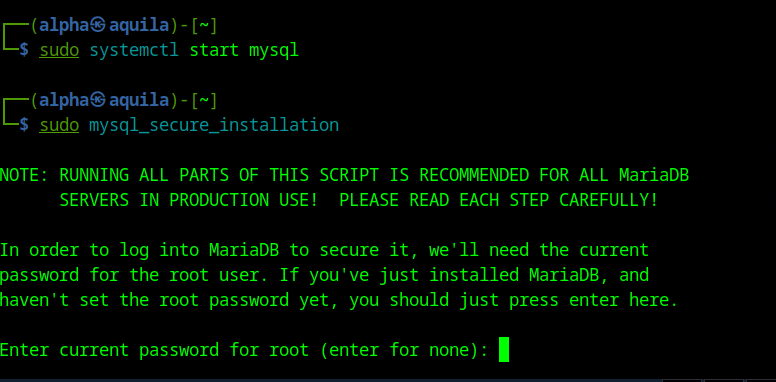 ┌──(alpha㉿aquila)-[~]
└─$ sudo systemctl start mysql
┌──(alpha㉿aquila)-[~]
└─$ sudo mysql_secure_installation
NOTE: RUNNING ALL PARTS OF THIS SCRIPT IS RECOMMENDED FOR ALL MariaDB
      SERVERS IN PRODUCTION USE!  PLEASE READ EACH STEP CAREFULLY!
In order to log into MariaDB to secure it, we'll need the current
password for the root user. If you've just installed MariaDB, and
haven't set the root password yet, you should just press enter here.
Enter current password for root (enter for none):